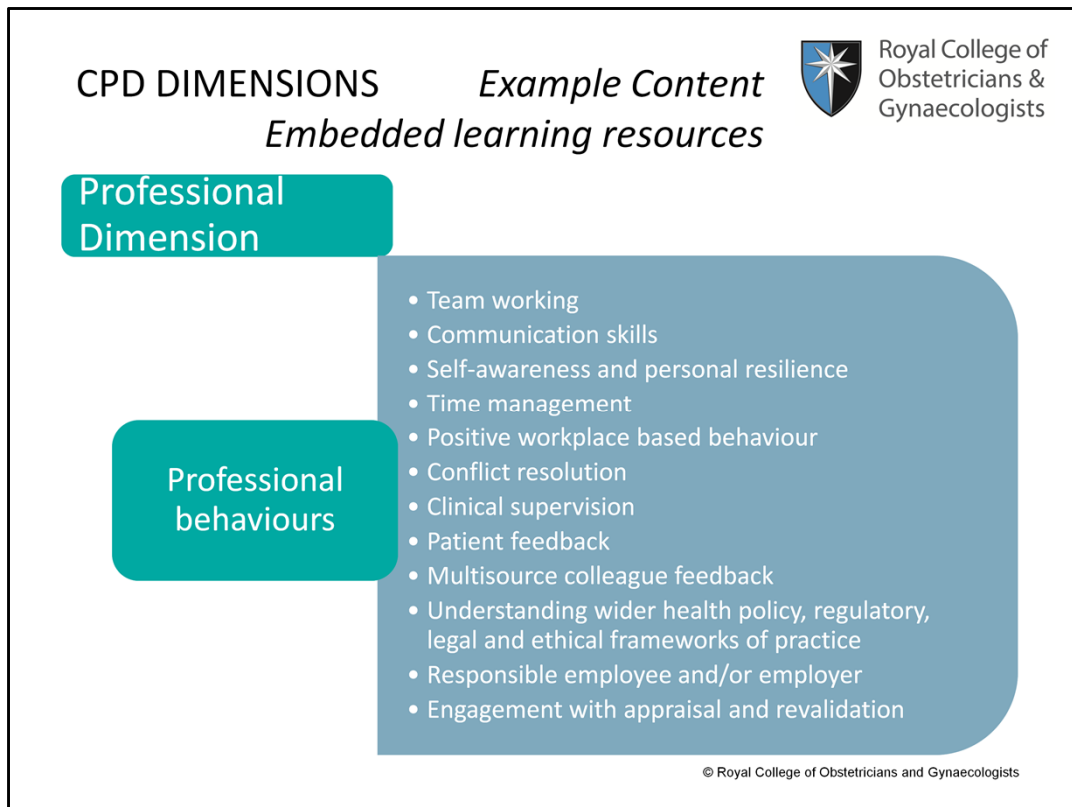 CPD DIMENSIONS Example Content
Embedded learning resources
Royal College of
Obstetricians &
Gynaecologists
Professional
Dimension
Professional
behaviours
• Team working
• Communication skills
• Self-awareness and personal resilience
• Time management
• Positive workplace based behaviour
• Conflict resolution
• Clinical supervision
• Patient feedback
• Multisource colleague feedback
• Understanding wider health policy, regulatory,
legal and ethical frameworks of practice
• Responsible employee and/or employer
• Engagement with appraisal and revalidation
© Royal College of Obstetricians and Gynaecologists